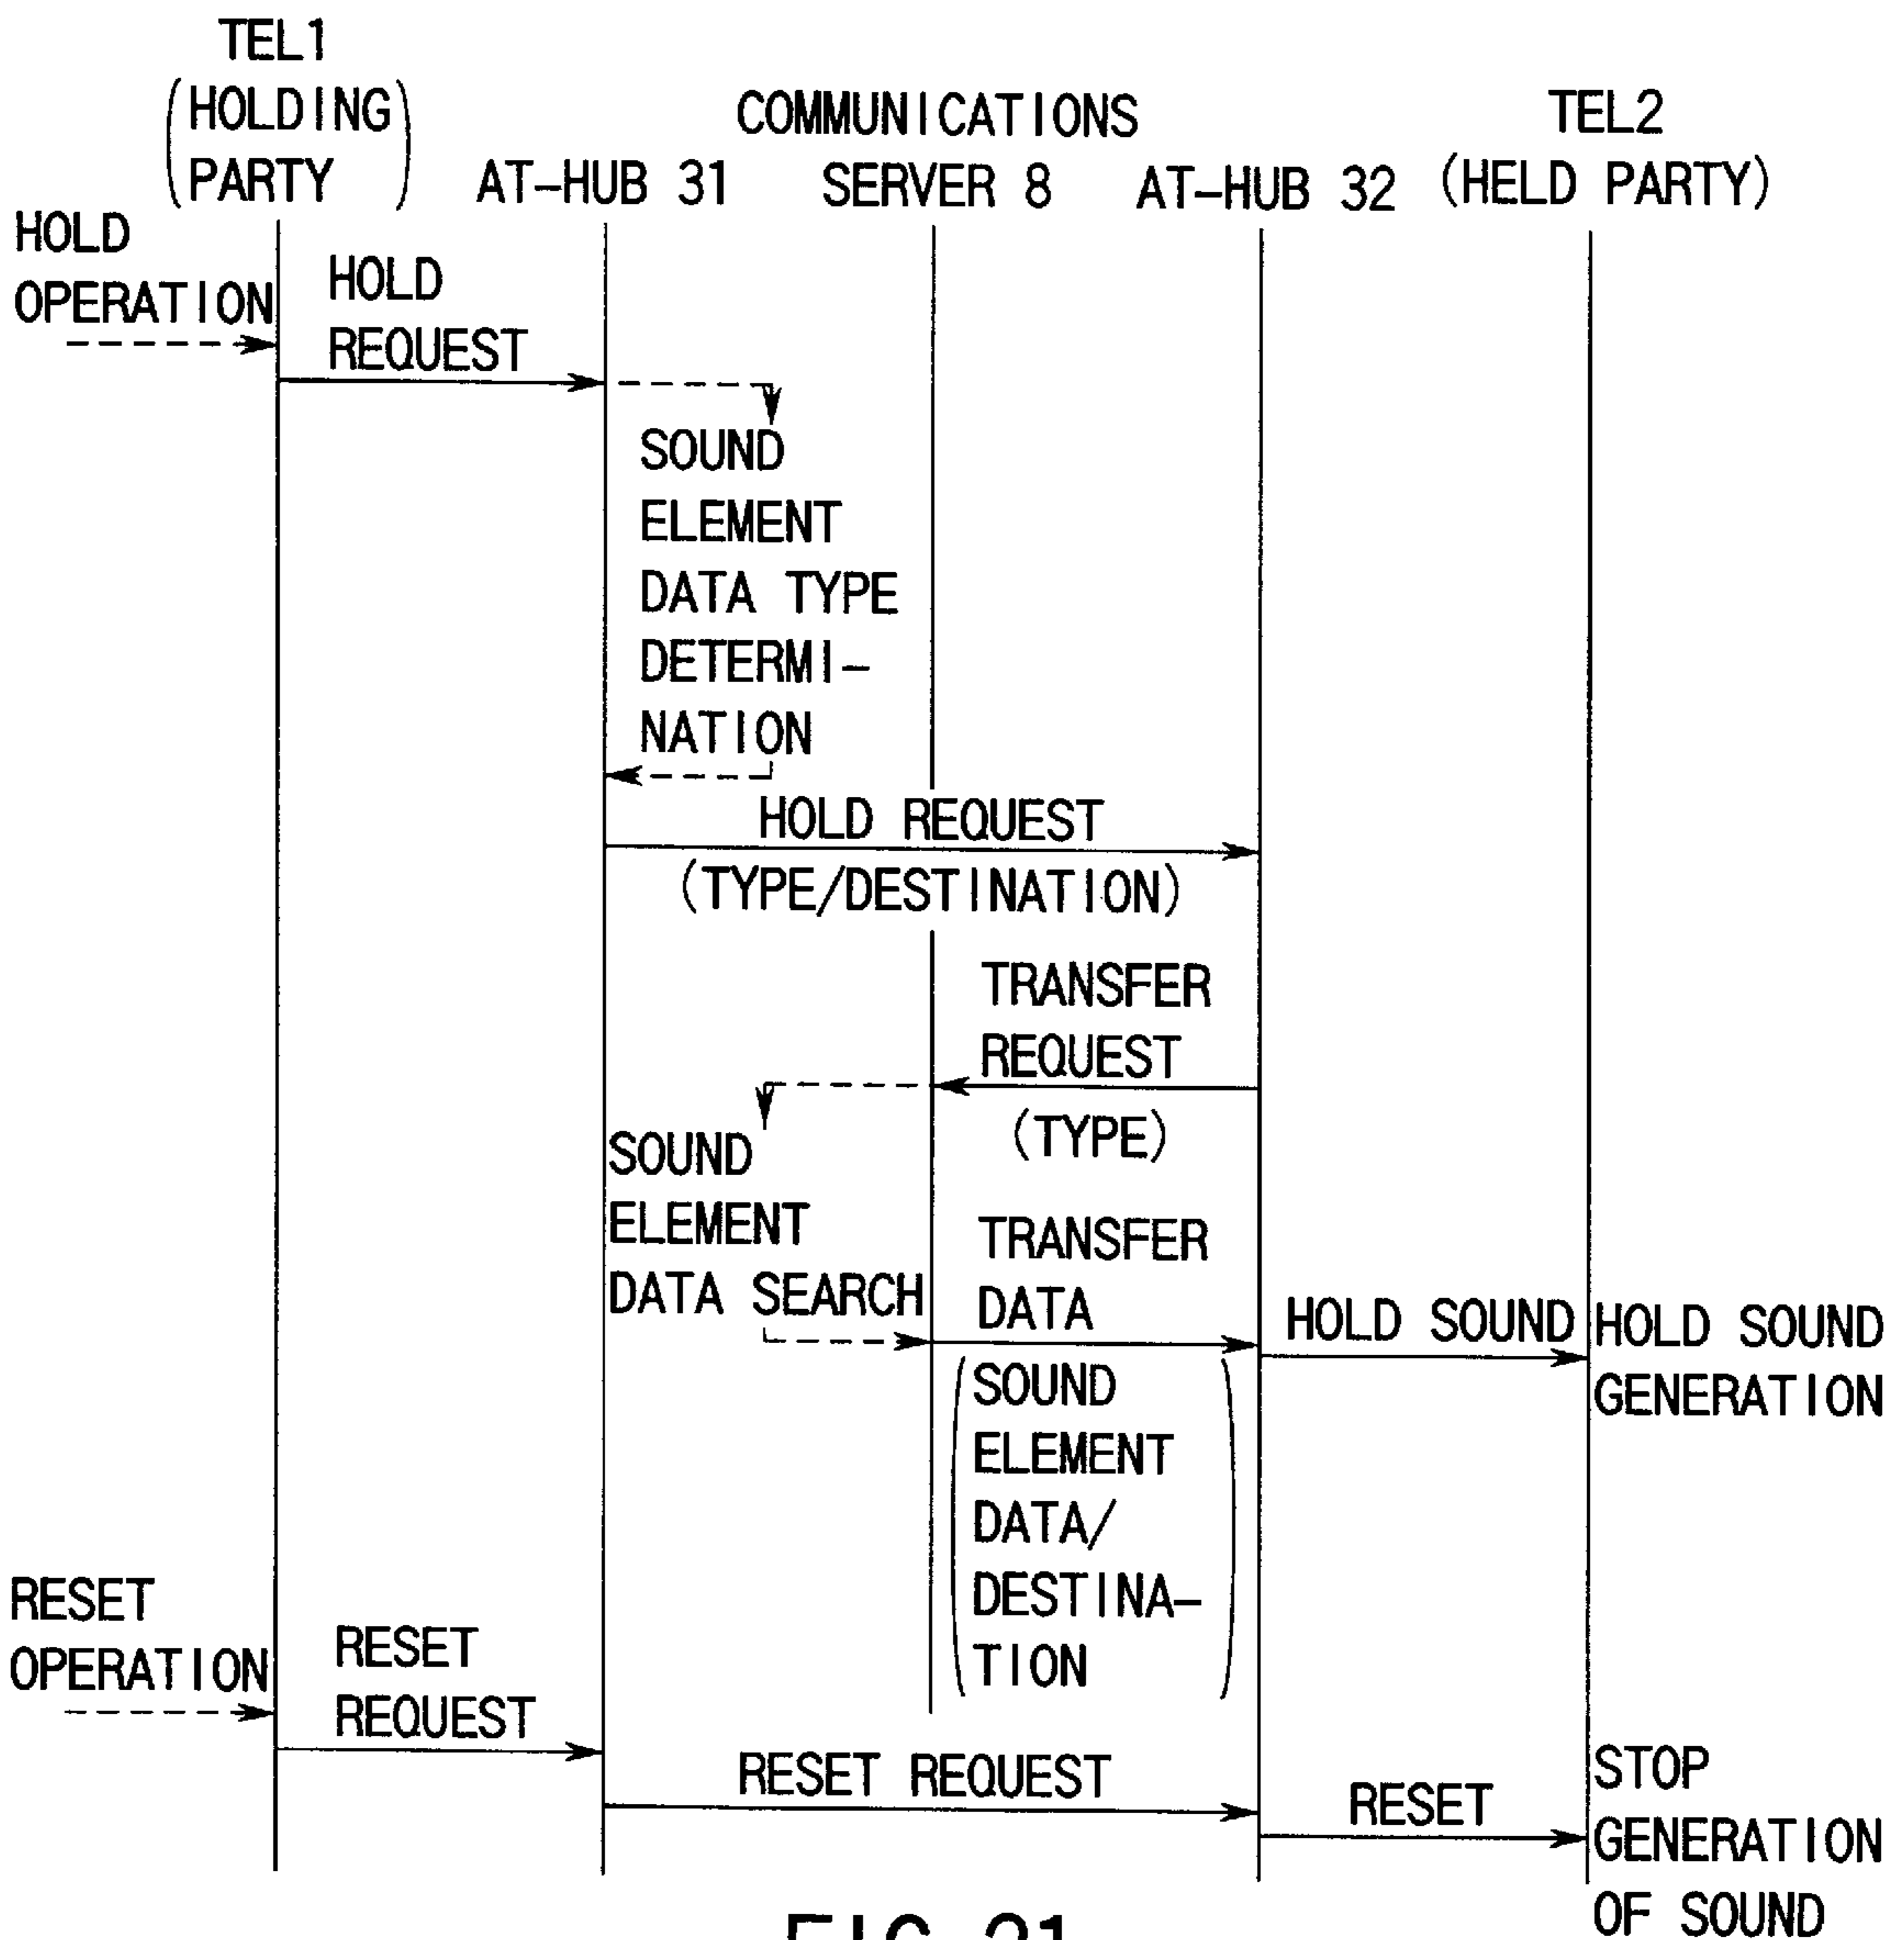 TEL1
(HOLDING
PARTY)
AT-HUB 31
COMMUNICATIONS
SERVER 8
AT-HUB 32
TEL2
(HELD PARTY)
HOLD
OPERATION
HOLD
REQUEST
SOUND
ELEMENT
DATA TYPE
DETERMI-
NATION
HOLD REQUEST
(TYPE/DESTINATION)
TRANSFER
REQUEST
(TYPE)
SOUND
ELEMENT
DATA SEARCH
TRANSFER
DATA
(SOUND
ELEMENT
DATA/
DESTINA-
TION)
HOLD SOUND
HOLD SOUND
GENERATION
RESET
OPERATION
RESET
REQUEST
RESET REQUEST
RESET
STOP
GENERATION
OF SOUND
FIG. 21